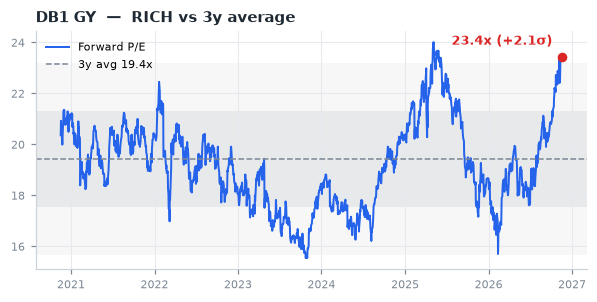 DB1 GY — RICH vs 3y average
23.4x (+2.1σ)
Forward P/E
3y avg 19.4x
24
22
20
18
16
2021 2022 2023 2024 2025 2026 2027